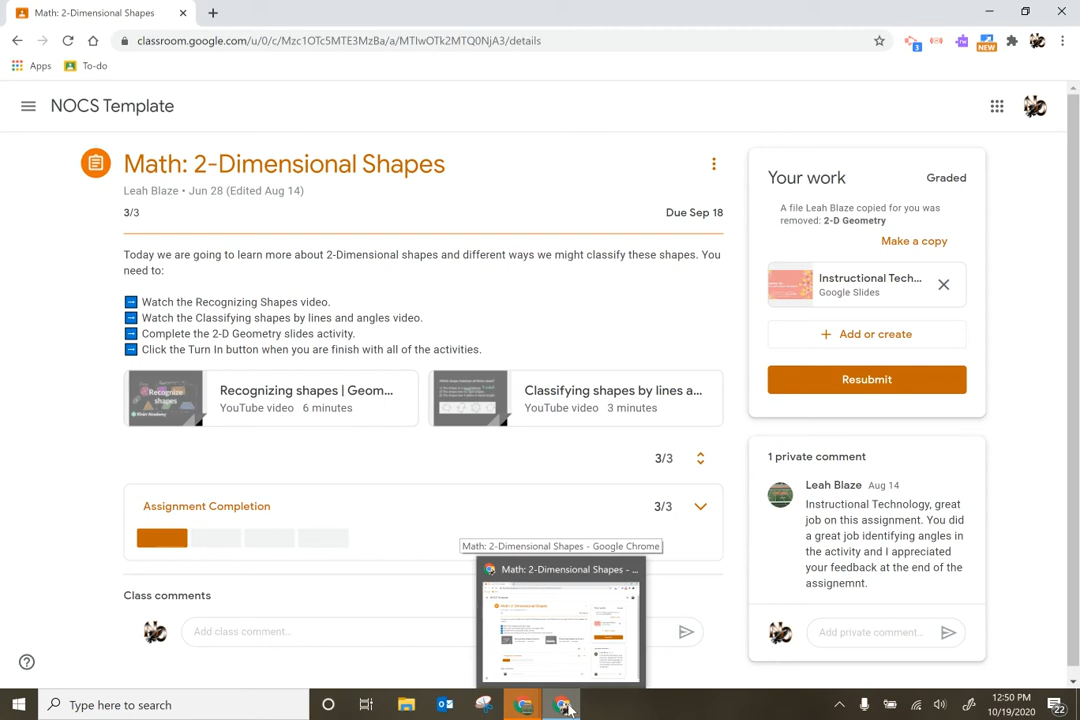 Math: 2-Dimensional Shapes
classroom.google.com/u/0/c/Mzc1OTc5MTE3MzBa/a/MTIwOTk2MTQ0NjA3/details
3
NEW
Apps
To-do
NOCS Template
Math: 2-Dimensional Shapes
Leah Blaze • Jun 28 (Edited Aug 14)
3/3
Due Sep 18
Today we are going to learn more about 2-Dimensional shapes and different ways we might classify these shapes. You
need to:
Watch the Recognizing Shapes video.
Watch the Classifying shapes by lines and angles video.
Complete the 2-D Geometry slides activity.
Click the Turn In button when you are finish with all of the activities.
Recognize
shapes
Recognizing shapes | Geom...
YouTube video 6 minutes
Classifying shapes by lines a...
YouTube video 3 minutes
3/3
Assignment Completion
3/3
Class comments
Add class comment...
Your work
Graded
A file Leah Blaze copied for you was
removed: 2-D Geometry
Make a copy
Instructional Tech...
Google Slides
+ Add or create
Resubmit
1 private comment
Leah Blaze Aug 14
Instructional Technology, great
job on this assignment. You did
a great job identifying angles in
the activity and I appreciated
your feedback at the end of the
assignemnt.
Add private comment...
Math: 2-Dimensional Shapes - Google Chrome
Math: 2-Dimensional Shapes - ...
Type here to search
12:50 PM
10/19/2020
22